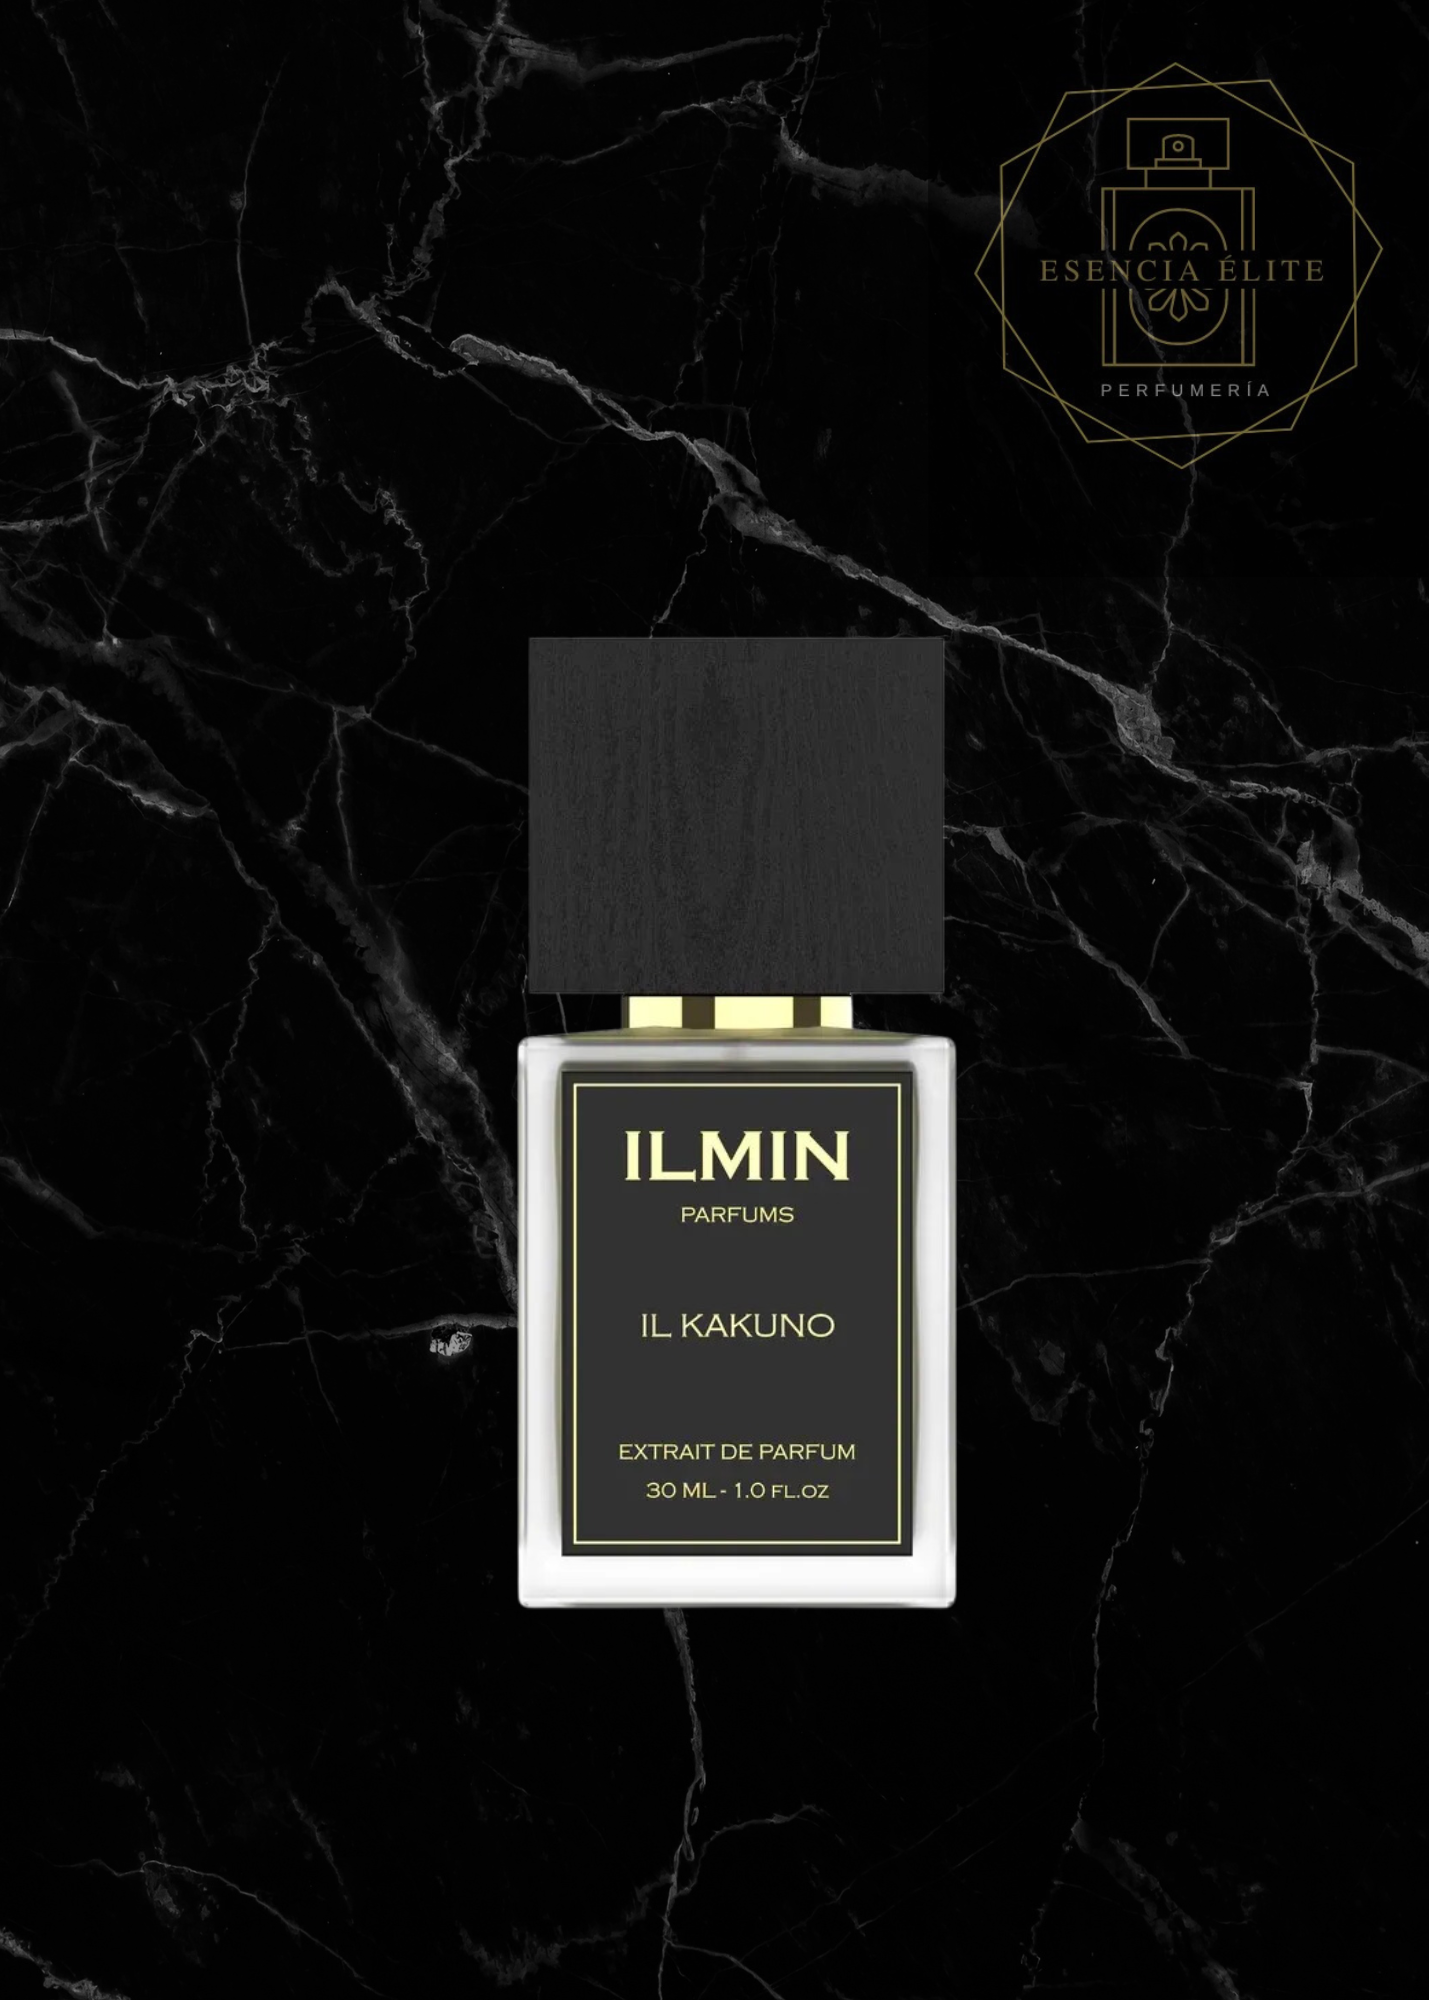 ESENCIA ÉLITE
PERFUMERÍA
ILMIN
PARFUMS
IL KAKUNO
EXTRAIT DE PARFUM
30 ML - 1.0 FL.OZ